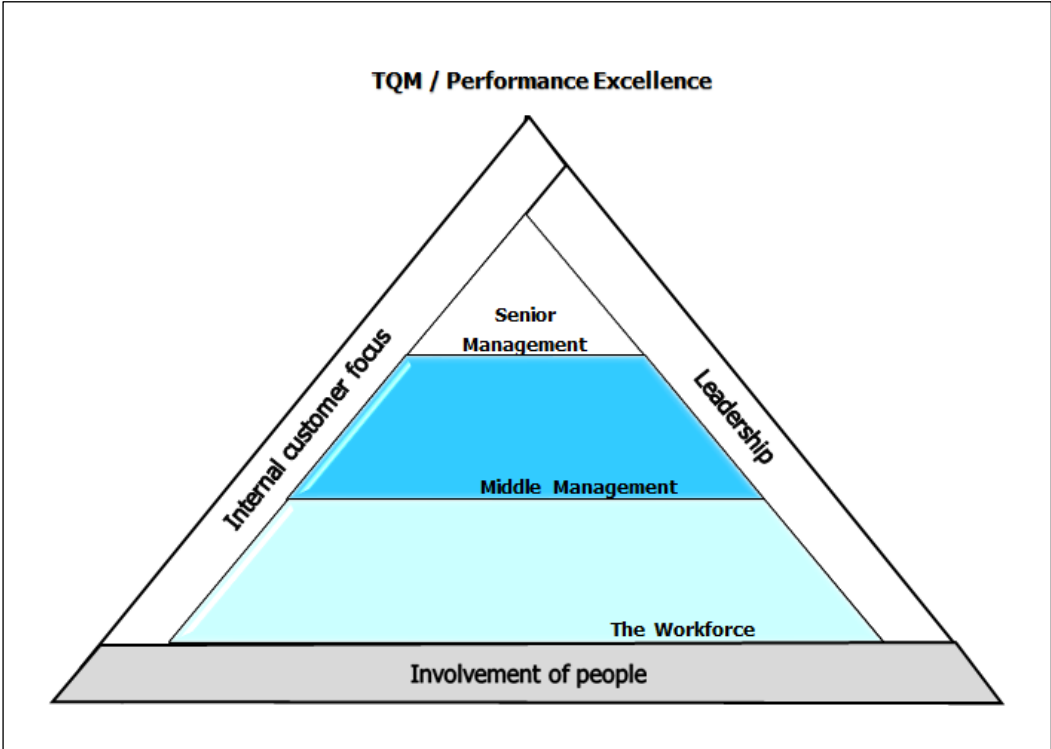 TQM / Performance Excellence
Senior
Management
Internal customer focus
Leadership
Middle Management
The Workforce
Involvement of people